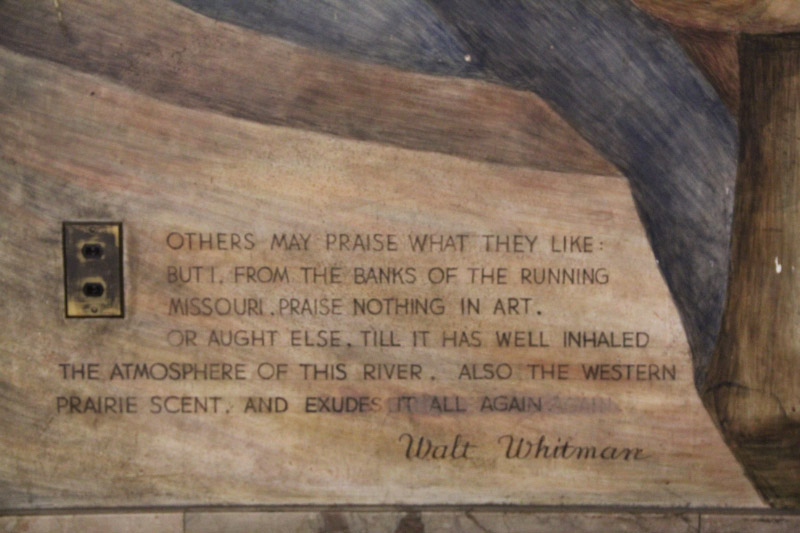 OTHERS MAY PRAISE WHAT THEY LIKE:
BUT I, FROM THE BANKS OF THE RUNNING
MISSOURI, PRAISE NOTHING IN ART,
OR AUGHT ELSE, TILL IT HAS WELL INHALED
THE ATMOSPHERE OF THIS RIVER, ALSO THE WESTERN
PRAIRIE SCENT, AND EXUDES IT ALL AGAIN
Walt Whitman